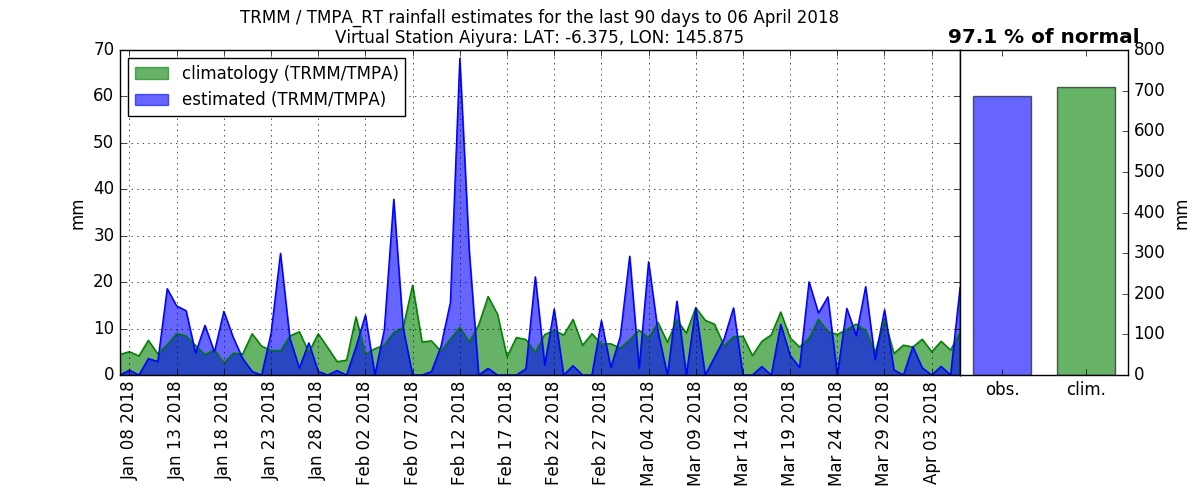 TRMM / TMPA_RT rainfall estimates for the last 90 days to 06 April 2018
Virtual Station Aiyura: LAT: -6.375, LON: 145.875
97.1 % of normal
climatology (TRMM/TMPA)
estimated (TRMM/TMPA)
70
60
50
40
30
20
10
0
mm
800
700
600
500
400
300
200
100
0
mm
Jan 08 2018
Jan 13 2018
Jan 18 2018
Jan 23 2018
Jan 28 2018
Feb 02 2018
Feb 07 2018
Feb 12 2018
Feb 17 2018
Feb 22 2018
Feb 27 2018
Mar 04 2018
Mar 09 2018
Mar 14 2018
Mar 19 2018
Mar 24 2018
Mar 29 2018
Apr 03 2018
obs.
clim.